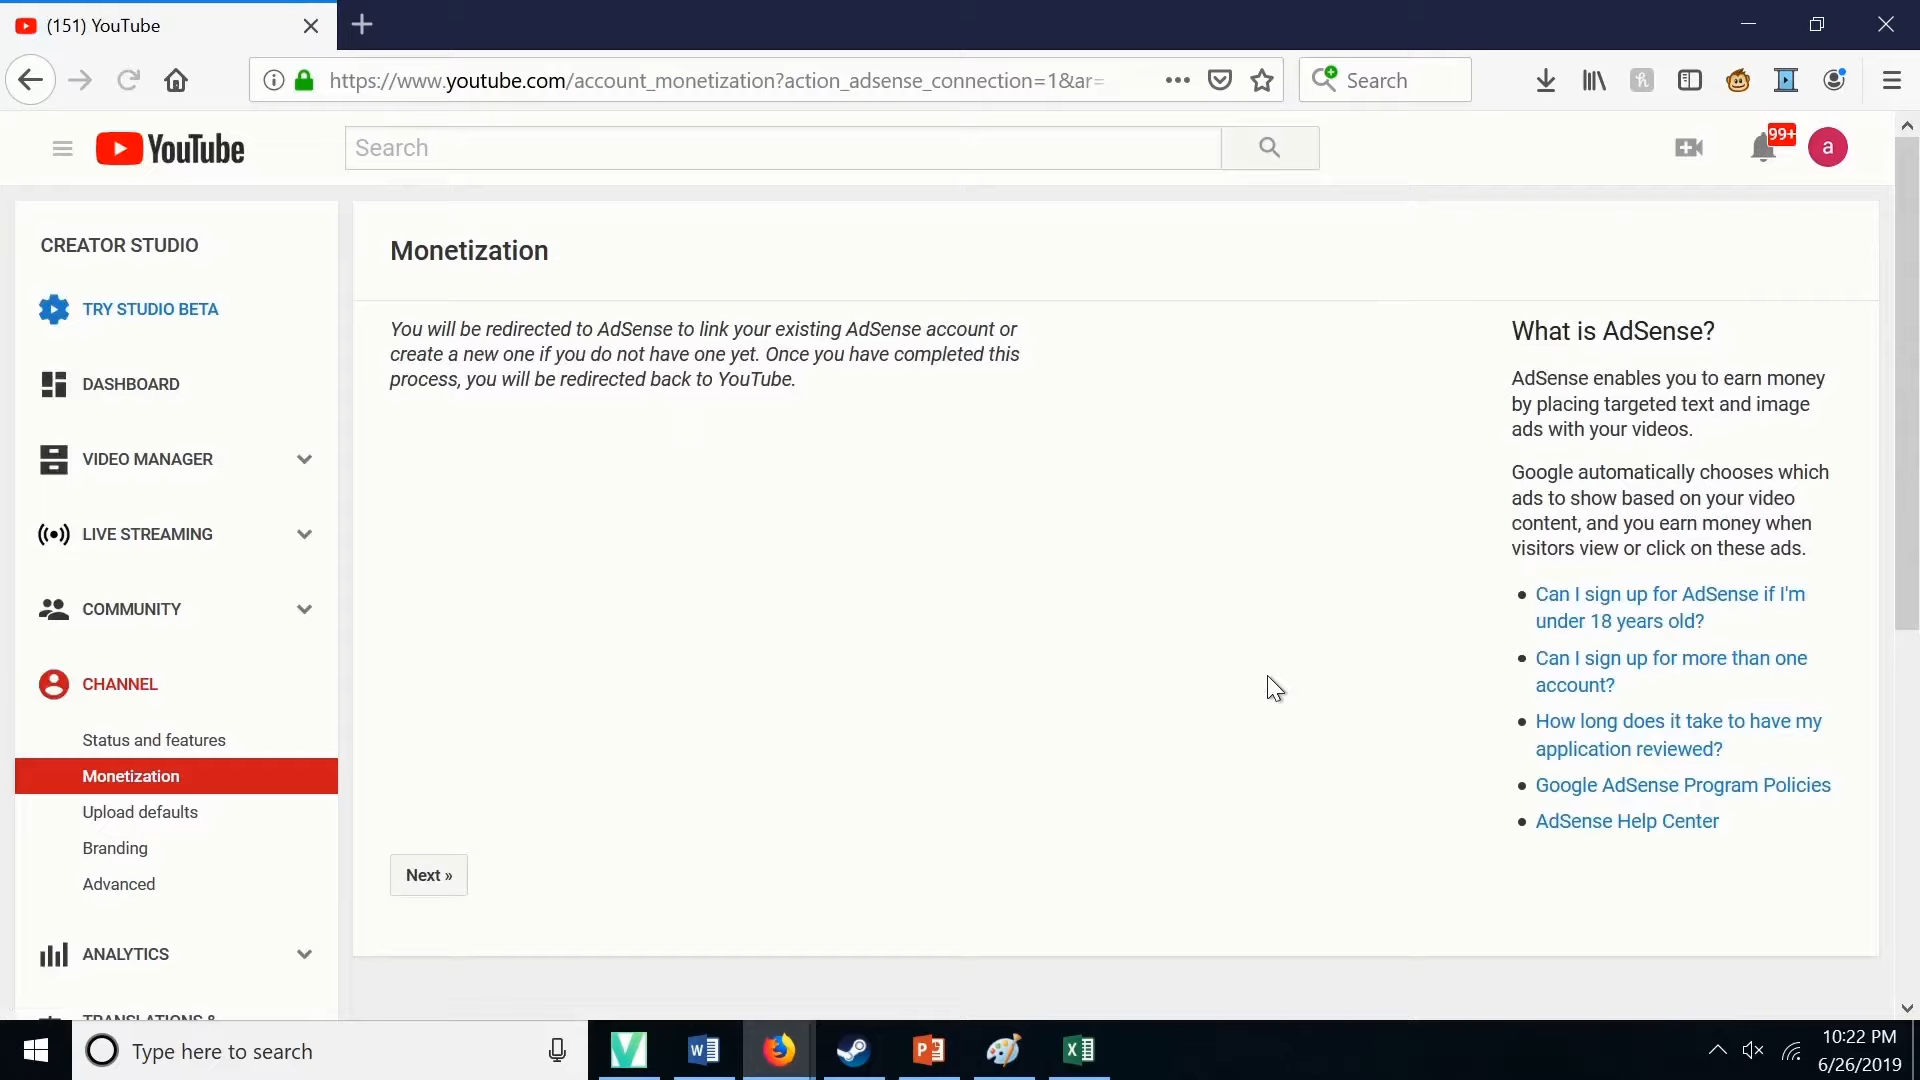 (151) YouTube
https://www.youtube.com/account_monetization?action_adsense_connection=1&ar=
Search
YouTube
Search
99+
a
CREATOR STUDIO
TRY STUDIO BETA
DASHBOARD
VIDEO MANAGER
LIVE STREAMING
COMMUNITY
CHANNEL
Status and features
Monetization
Upload defaults
Branding
Advanced
ANALYTICS
TRANSLATIONS &
Monetization
You will be redirected to AdSense to link your existing AdSense account or
create a new one if you do not have one yet. Once you have completed this
process, you will be redirected back to YouTube.
Next »
What is AdSense?
AdSense enables you to earn money
by placing targeted text and image
ads with your videos.
Google automatically chooses which
ads to show based on your video
content, and you earn money when
visitors view or click on these ads.
Can I sign up for AdSense if I'm
under 18 years old?
Can I sign up for more than one
account?
How long does it take to have my
application reviewed?
Google AdSense Program Policies
AdSense Help Center
Type here to search
10:22 PM
6/26/2019